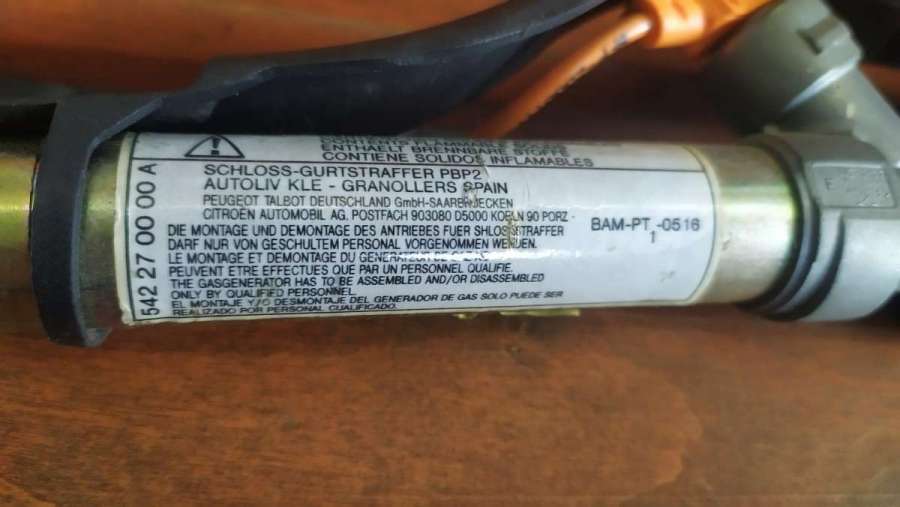 ENTHAELT BRENNBARE STOFFE
CONTIENE SOLIDOS INFLAMABLES
SCHLOSS-GURTSTRAFFER PBP2
AUTOLIV KLE - GRANOLLERS SPAIN
PEUGEOT TALBOT DEUTSCHLAND GmbH-SAARBRUECKEN
CITROËN AUTOMOBIL AG. POSTFACH 903080 D5000 KOELN 90 PORZ
DIE MONTAGE UND DEMONTAGE DES ANTRIEBES FUER SHLOSSSTRAFFER
DARF NUR VON GESCHULTEM PERSONAL VORGENOMMEN WERDEN.
LE MONTAGE ET DEMONTAGE DU GENERATEUR DE GAZ NE
PEUVENT ETRE EFFECTUES QUE PAR UN PERSONNEL QUALIFIE.
THE GASGENERATOR HAS TO BE ASSEMBLED AND/OR DISASSEMBLED
ONLY BY QUALIFIED PERSONNEL
EL MONTAJE Y/O DESMONTAJE DEL GENERADOR DE GAS SOLO PUEDE SER
REALIZADO POR PERSONAL CUALIFICADO.
BAM-PT -0516
1
542 27 00 00 A